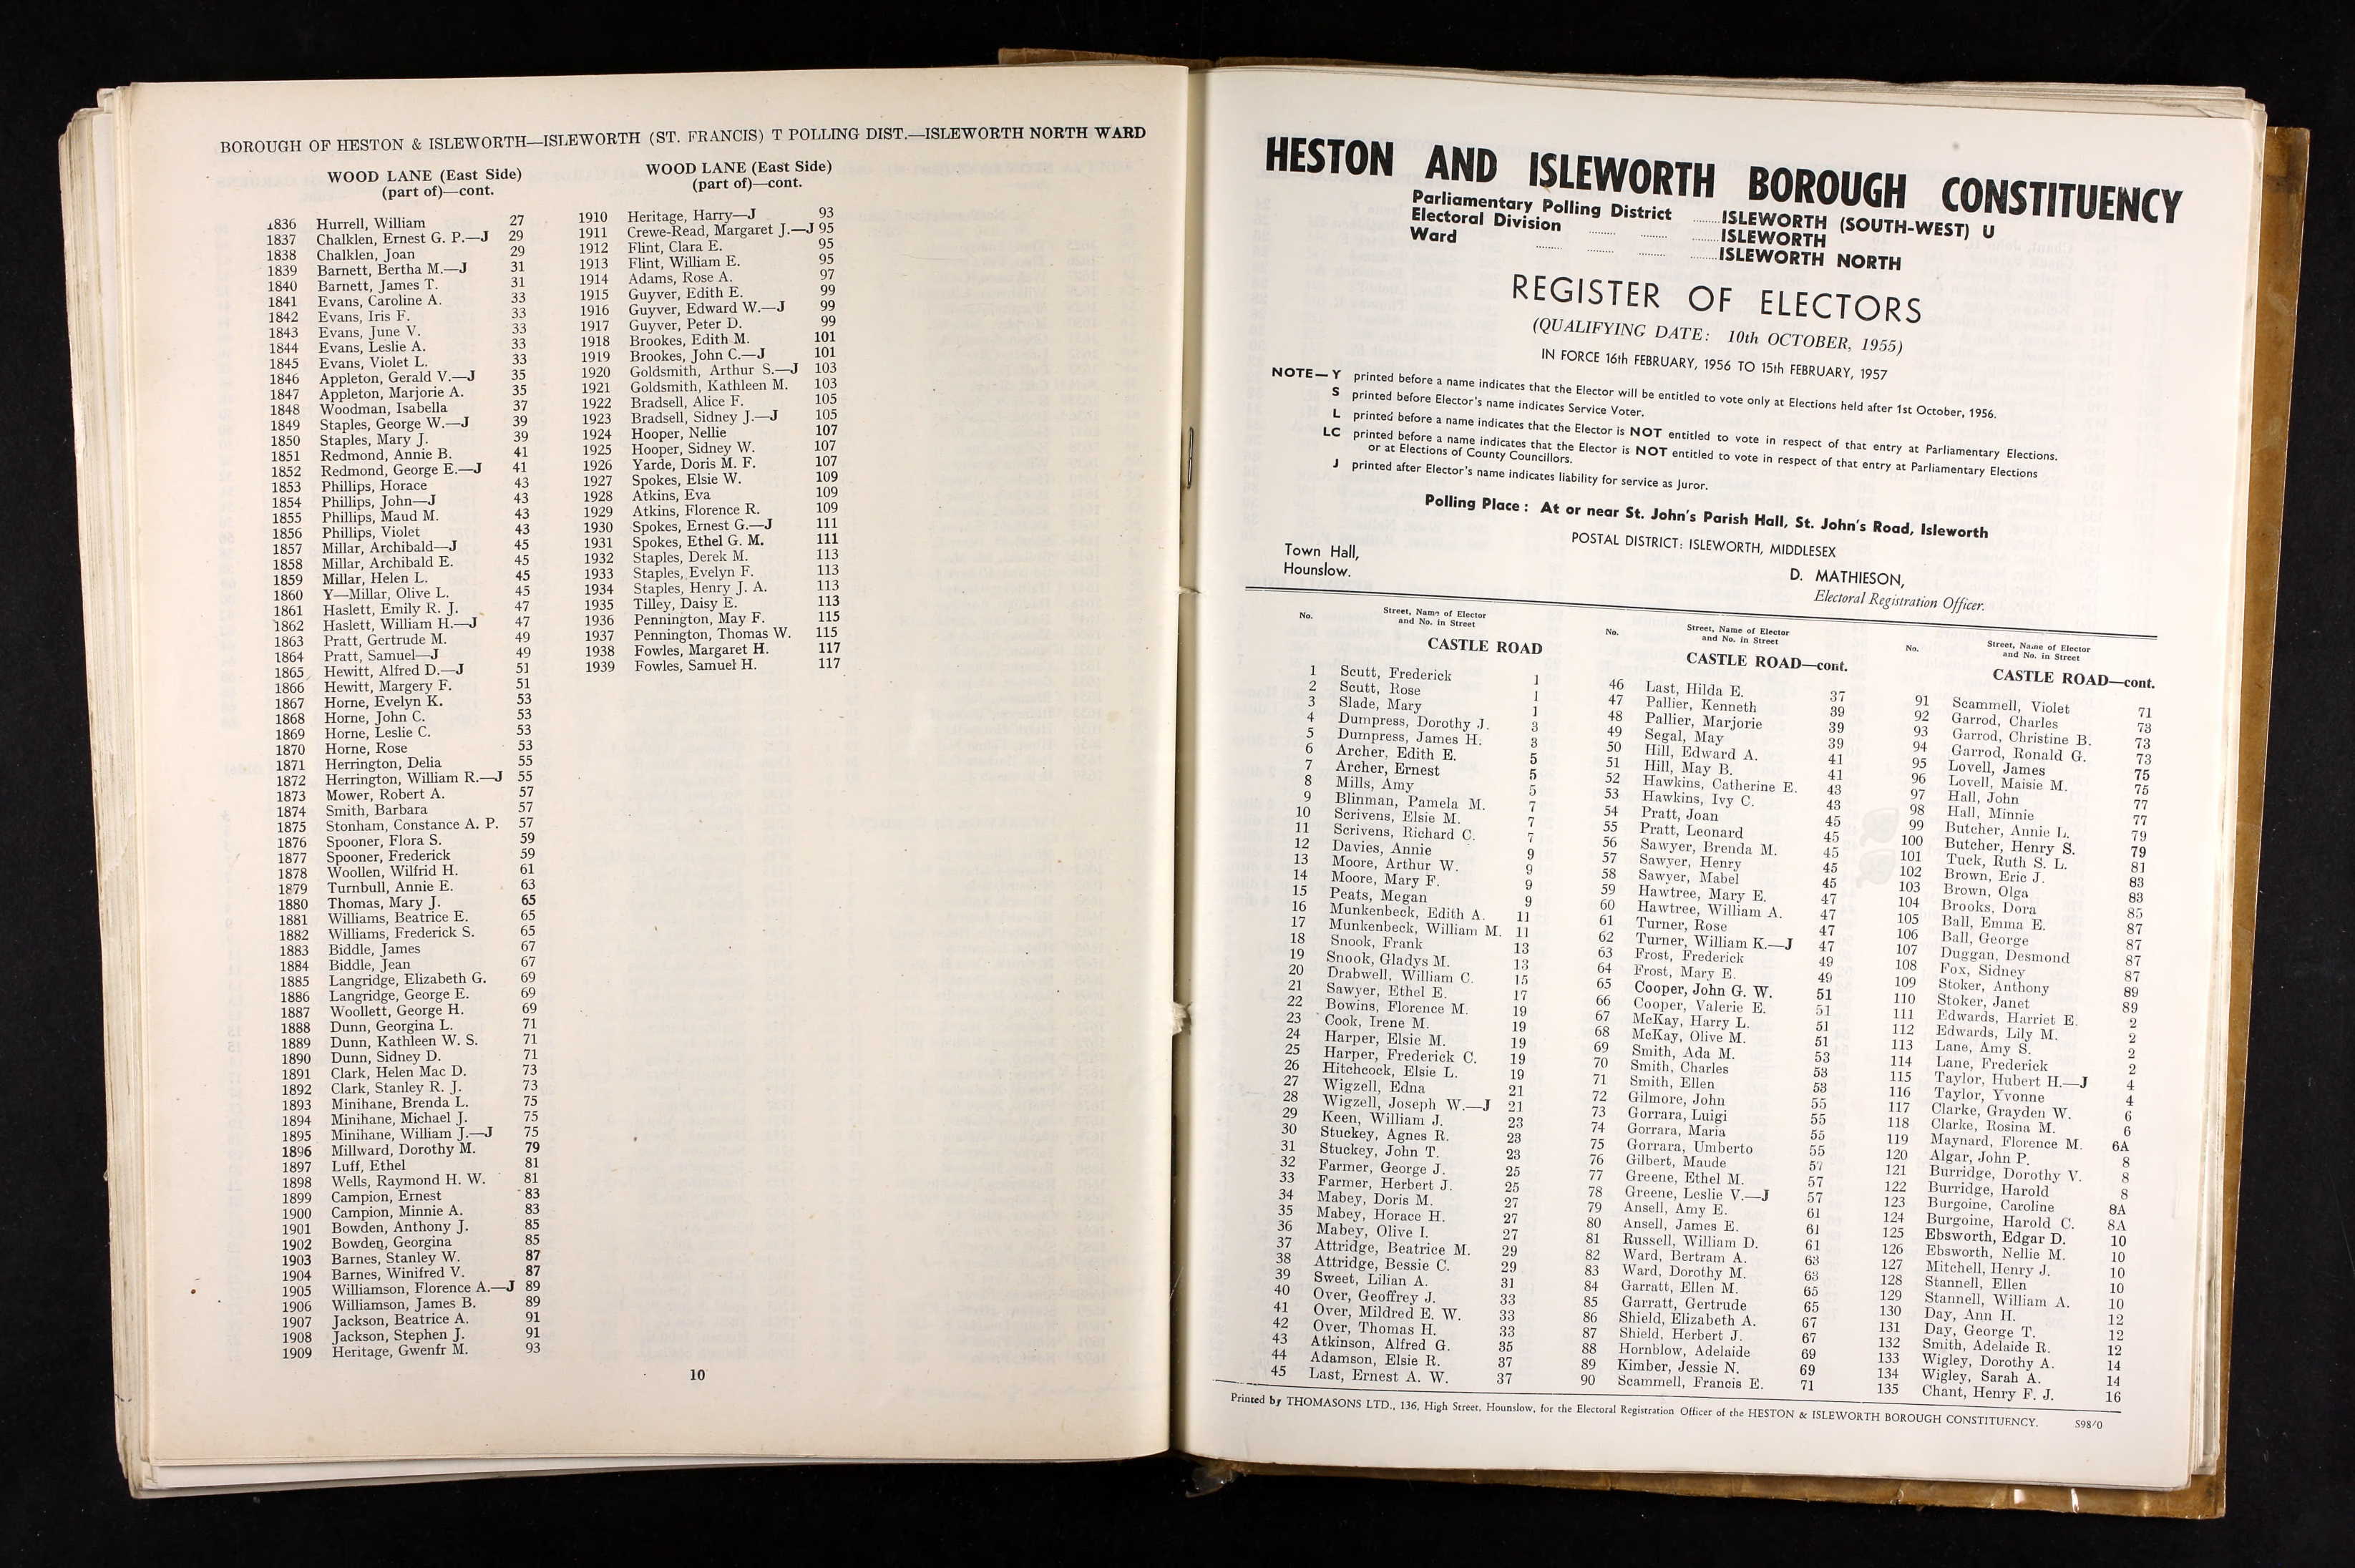 BOROUGH OF HESTON & ISLEWORTH—ISLEWORTH (ST. FRANCIS) T POLLING DIST.—ISLEWORTH NORTH WARD
WOOD LANE (East Side)
(part of)—cont.
1836 Hurrell, William 27
1837 Chalklen, Ernest G. P.—J 29
1838 Chalklen, Joan 29
1839 Barnett, Bertha M.—J 31
1840 Barnett, James T. 31
1841 Evans, Caroline A. 33
1842 Evans, Iris F. 33
1843 Evans, June V. 33
1844 Evans, Leslie A. 33
1845 Evans, Violet L. 33
1846 Appleton, Gerald V.—J 35
1847 Appleton, Marjorie A. 35
1848 Woodman, Isabella 37
1849 Staples, George W.—J 39
1850 Staples, Mary J. 39
1851 Redmond, Annie B. 41
1852 Redmond, George E.—J 41
1853 Phillips, Horace 43
1854 Phillips, John—J 43
1855 Phillips, Maud M. 43
1856 Phillips, Violet 43
1857 Millar, Archibald—J 45
1858 Millar, Archibald E. 45
1859 Millar, Helen L. 45
1860 Y—Millar, Olive L. 45
1861 Haslett, Emily R. J. 47
1862 Haslett, William H.—J 47
1863 Pratt, Gertrude M. 49
1864 Pratt, Samuel—J 49
1865 Hewitt, Alfred D.—J 51
1866 Hewitt, Margery F. 51
1867 Horne, Evelyn K. 53
1868 Horne, John C. 53
1869 Horne, Leslie C. 53
1870 Horne, Rose 53
1871 Herrington, Delia 55
1872 Herrington, William R.—J 55
1873 Mower, Robert A. 57
1874 Smith, Barbara 57
1875 Stonham, Constance A. P. 57
1876 Spooner, Flora S. 59
1877 Spooner, Frederick 59
1878 Woollen, Wilfrid H. 61
1879 Turnbull, Annie E. 63
1880 Thomas, Mary J. 65
1881 Williams, Beatrice E. 65
1882 Williams, Frederick S. 65
1883 Biddle, James 67
1884 Biddle, Jean 67
1885 Langridge, Elizabeth G. 69
1886 Langridge, George E. 69
1887 Woollett, George H. 69
1888 Dunn, Georgina L. 71
1889 Dunn, Kathleen W. S. 71
1890 Dunn, Sidney D. 71
1891 Clark, Helen Mac D. 73
1892 Clark, Stanley R. J. 73
1893 Minihane, Brenda L. 75
1894 Minihane, Michael J. 75
1895 Minihane, William J.—J 75
1896 Millward, Dorothy M. 79
1897 Luff, Ethel 81
1898 Wells, Raymond H. W. 81
1899 Campion, Ernest 83
1900 Campion, Minnie A. 83
1901 Bowden, Anthony J. 85
1902 Bowden, Georgina 85
1903 Barnes, Stanley W. 87
1904 Barnes, Winifred V. 87
1905 Williamson, Florence A.—J 89
1906 Williamson, James B. 89
1907 Jackson, Beatrice A. 91
1908 Jackson, Stephen J. 91
1909 Heritage, Gwenfr M. 93
WOOD LANE (East Side)
(part of)—cont.
1910 Heritage, Harry—J 93
1911 Crewe-Read, Margaret J.—J 95
1912 Flint, Clara E. 95
1913 Flint, William E. 95
1914 Adams, Rose A. 97
1915 Guyver, Edith E. 99
1916 Guyver, Edward W.—J 99
1917 Guyver, Peter D. 99
1918 Brookes, Edith M. 101
1919 Brookes, John C.—J 101
1920 Goldsmith, Arthur S.—J 103
1921 Goldsmith, Kathleen M. 103
1922 Bradsell, Alice F. 105
1923 Bradsell, Sidney J.—J 105
1924 Hooper, Nellie 107
1925 Hooper, Sidney W. 107
1926 Yarde, Doris M. F. 107
1927 Spokes, Elsie W. 109
1928 Atkins, Eva 109
1929 Atkins, Florence R. 109
1930 Spokes, Ernest G.—J 111
1931 Spokes, Ethel G. M. 111
1932 Staples, Derek M. 113
1933 Staples, Evelyn F. 113
1934 Staples, Henry J. A. 113
1935 Tilley, Daisy E. 113
1936 Pennington, May F. 115
1937 Pennington, Thomas W. 115
1938 Fowles, Margaret H. 117
1939 Fowles, Samuel H. 117
10
HESTON AND ISLEWORTH BOROUGH CONSTITUENCY
Parliamentary Polling District ........ISLEWORTH (SOUTH-WEST) U
Electoral Division ........ ........ ........ISLEWORTH
Ward ........ ........ ........ ........ISLEWORTH NORTH
REGISTER OF ELECTORS
(QUALIFYING DATE: 10th OCTOBER, 1955)
IN FORCE 16th FEBRUARY, 1956 TO 15th FEBRUARY, 1957
NOTE—Y printed before a name indicates that the Elector will be entitled to vote only at Elections held after 1st October, 1956.
S printed before Elector's name indicates Service Voter.
L printed before a name indicates that the Elector is NOT entitled to vote in respect of that entry at Parliamentary Elections.
LC printed before a name indicates that the Elector is NOT entitled to vote in respect of that entry at Parliamentary Elections
or at Elections of County Councillors.
J printed after Elector's name indicates liability for service as Juror.
Polling Place : At or near St. John's Parish Hall, St. John's Road, Isleworth
POSTAL DISTRICT: ISLEWORTH, MIDDLESEX
Town Hall,
Hounslow.
D. MATHIESON,
Electoral Registration Officer.
No. Street, Name of Elector
and No. in Street
CASTLE ROAD
1 Scutt, Frederick 1
2 Scutt, Rose 1
3 Slade, Mary 1
4 Dumpress, Dorothy J. 3
5 Dumpress, James H. 3
6 Archer, Edith E. 5
7 Archer, Ernest 5
8 Mills, Amy 5
9 Blinman, Pamela M. 7
10 Scrivens, Elsie M. 7
11 Scrivens, Richard C. 7
12 Davies, Annie 9
13 Moore, Arthur W. 9
14 Moore, Mary F. 9
15 Peats, Megan 9
16 Munkenbeck, Edith A. 11
17 Munkenbeck, William M. 11
18 Snook, Frank 13
19 Snook, Gladys M. 13
20 Drabwell, William C. 15
21 Sawyer, Ethel E. 17
22 Bowins, Florence M. 19
23 Cook, Irene M. 19
24 Harper, Elsie M. 19
25 Harper, Frederick C. 19
26 Hitchcock, Elsie L. 19
27 Wigzell, Edna 21
28 Wigzell, Joseph W.—J 21
29 Keen, William J. 23
30 Stuckey, Agnes R. 23
31 Stuckey, John T. 23
32 Farmer, George J. 25
33 Farmer, Herbert J. 25
34 Mabey, Doris M. 27
35 Mabey, Horace H. 27
36 Mabey, Olive I. 27
37 Attridge, Beatrice M. 29
38 Attridge, Bessie C. 29
39 Sweet, Lilian A. 31
40 Over, Geoffrey J. 33
41 Over, Mildred E. W. 33
42 Over, Thomas H. 33
43 Atkinson, Alfred G. 35
44 Adamson, Elsie R. 37
45 Last, Ernest A. W. 37
No. Street, Name of Elector
and No. in Street
CASTLE ROAD—cont.
46 Last, Hilda E. 37
47 Pallier, Kenneth 39
48 Pallier, Marjorie 39
49 Segal, May 39
50 Hill, Edward A. 41
51 Hill, May B. 41
52 Hawkins, Catherine E. 43
53 Hawkins, Ivy C. 43
54 Pratt, Joan 45
55 Pratt, Leonard 45
56 Sawyer, Brenda M. 45
57 Sawyer, Henry 45
58 Sawyer, Mabel 45
59 Hawtree, Mary E. 47
60 Hawtree, William A. 47
61 Turner, Rose 47
62 Turner, William K.—J 47
63 Frost, Frederick 49
64 Frost, Mary E. 49
65 Cooper, John G. W. 51
66 Cooper, Valerie E. 51
67 McKay, Harry L. 51
68 McKay, Olive M. 51
69 Smith, Ada M. 53
70 Smith, Charles 53
71 Smith, Ellen 53
72 Gilmore, John 55
73 Gorrara, Luigi 55
74 Gorrara, Maria 55
75 Gorrara, Umberto 55
76 Gilbert, Maude 57
77 Greene, Ethel M. 57
78 Greene, Leslie V.—J 57
79 Ansell, Amy E. 61
80 Ansell, James E. 61
81 Russell, William D. 61
82 Ward, Bertram A. 63
83 Ward, Dorothy M. 63
84 Garratt, Ellen M. 65
85 Garratt, Gertrude 65
86 Shield, Elizabeth A. 67
87 Shield, Herbert J. 67
88 Hornblow, Adelaide 69
89 Kimber, Jessie N. 69
90 Scammell, Francis E. 71
No. Street, Name of Elector
and No. in Street
CASTLE ROAD—cont.
91 Scammell, Violet 71
92 Garrod, Charles 73
93 Garrod, Christine B. 73
94 Garrod, Ronald G. 73
95 Lovell, James 75
96 Lovell, Maisie M. 75
97 Hall, John 77
98 Hall, Minnie 77
99 Butcher, Annie L. 79
100 Butcher, Henry S. 79
101 Tuck, Ruth S. L. 81
102 Brown, Eric J. 83
103 Brown, Olga 83
104 Brooks, Dora 85
105 Ball, Emma E. 87
106 Ball, George 87
107 Duggan, Desmond 87
108 Fox, Sidney 87
109 Stoker, Anthony 89
110 Stoker, Janet 89
111 Edwards, Harriet E. 2
112 Edwards, Lily M. 2
113 Lane, Amy S. 2
114 Lane, Frederick 2
115 Taylor, Hubert H.—J 4
116 Taylor, Yvonne 4
117 Clarke, Grayden W. 6
118 Clarke, Rosina M. 6
119 Maynard, Florence M. 6A
120 Algar, John P. 8
121 Burridge, Dorothy V. 8
122 Burridge, Harold 8
123 Burgoine, Caroline 8A
124 Burgoine, Harold C. 8A
125 Ebsworth, Edgar D. 10
126 Ebsworth, Nellie M. 10
127 Mitchell, Henry J. 10
128 Stannell, Ellen 10
129 Stannell, William A. 10
130 Day, Ann H. 12
131 Day, George T. 12
132 Smith, Adelaide R. 12
133 Wigley, Dorothy A. 14
134 Wigley, Sarah A. 14
135 Chant, Henry F. J. 16
Printed by THOMASONS LTD., 136, High Street, Hounslow, for the Electoral Registration Officer of the HESTON & ISLEWORTH BOROUGH CONSTITUENCY. S98/0